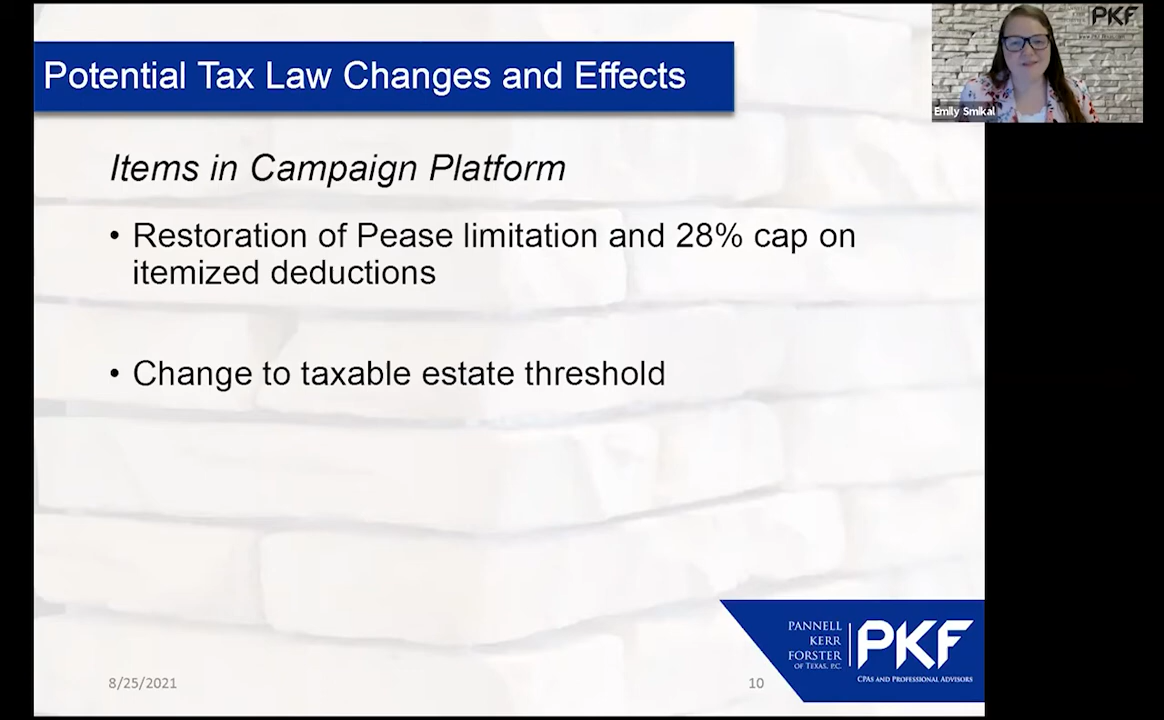 Potential Tax Law Changes and Effects
PKF
Emily Smikal
Items in Campaign Platform
• Restoration of Pease limitation and 28% cap on
itemized deductions
• Change to taxable estate threshold
PANNELL
KERR
FORSTER
OF TEXAS, P.C.
PKF
CPAS AND PROFESSIONAL ADVISORS
8/25/2021
10